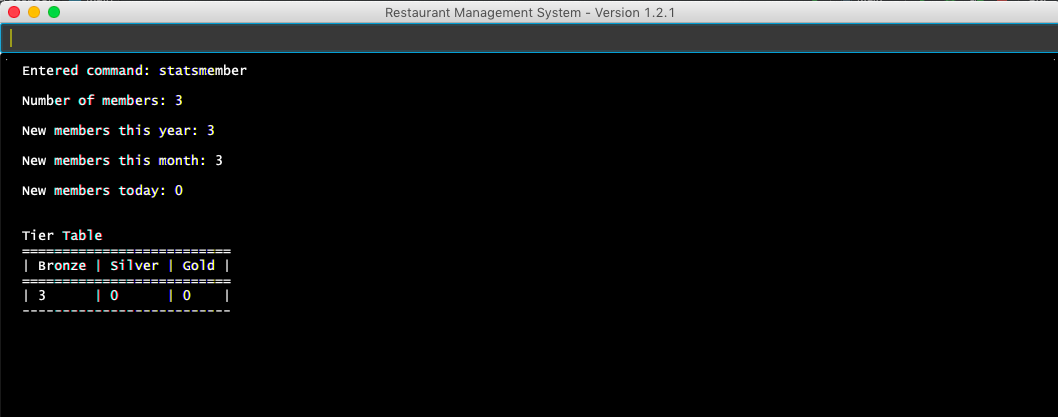 Restaurant Management System - Version 1.2.1
Entered command: statsmember
Number of members: 3
New members this year: 3
New members this month: 3
New members today: 0
Tier Table
==========================
| Bronze | Silver | Gold |
==========================
| 3      | 0      | 0    |
--------------------------